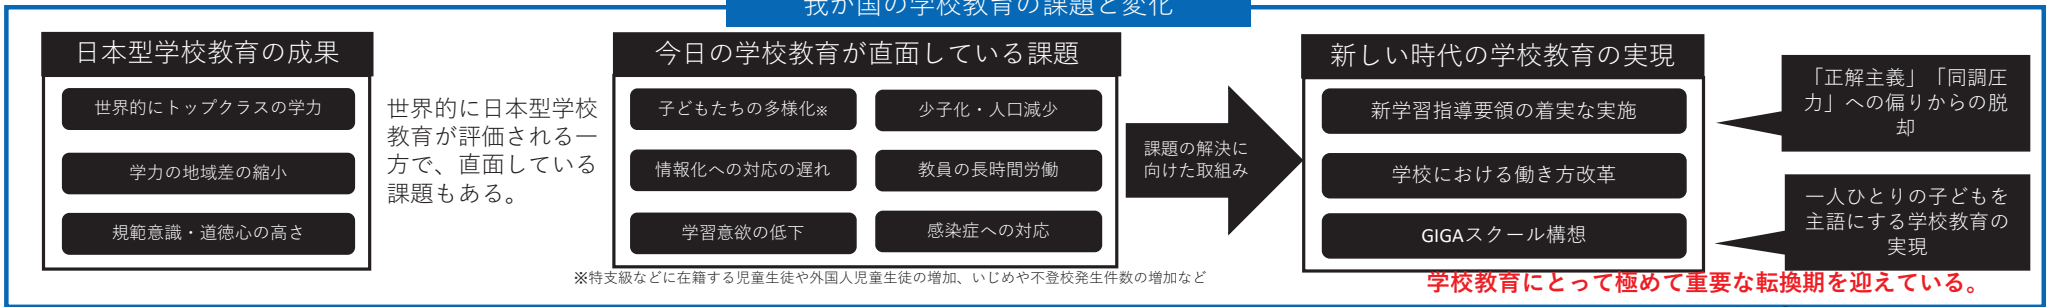 我が国の学校教育の課題と変化
日本型学校教育の成果
世界的にトップクラスの学力
学力の地域差の縮小
規範意識・道徳心の高さ
世界的に日本型学校
教育が評価される一
方で、直面している
課題もある。
今日の学校教育が直面している課題
子どもたちの多様化※
少子化・人口減少
情報化への対応の遅れ
教員の長時間労働
学習意欲の低下
感染症への対応
※特支級などに在籍する児童生徒や外国人児童生徒の増加、いじめや不登校発生件数の増加など
課題の解決に
向けた取組み
新しい時代の学校教育の実現
新学習指導要領の着実な実施
学校における働き方改革
GIGAスクール構想
「正解主義」「同調圧
力」への偏りからの脱
却
一人ひとりの子どもを
主語にする学校教育の
実現
学校教育にとって極めて重要な転換期を迎えている。